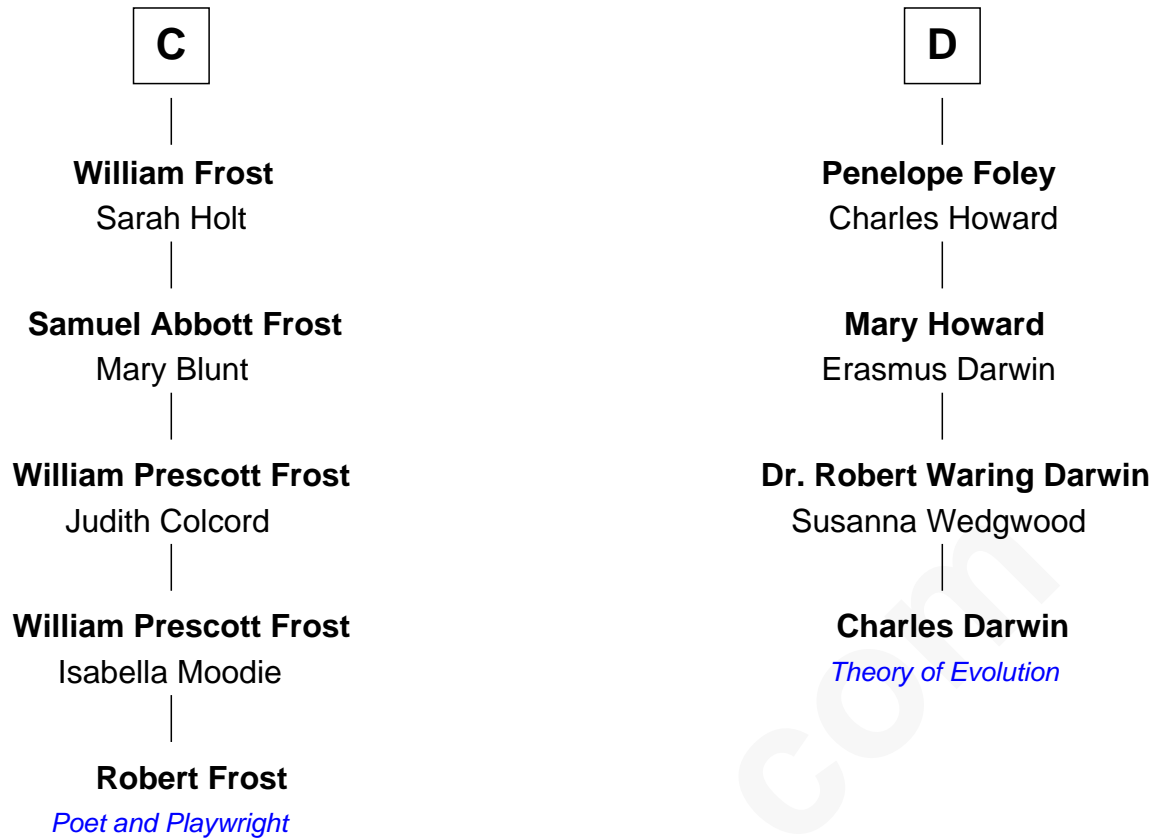 C
William Frost
Sarah Holt
Samuel Abbott Frost
Mary Blunt
William Prescott Frost
Judith Colcord
William Prescott Frost
Isabella Moodie
Robert Frost
Poet and Playwright
D
Penelope Foley
Charles Howard
Mary Howard
Erasmus Darwin
Dr. Robert Waring Darwin
Susanna Wedgwood
Charles Darwin
Theory of Evolution
com